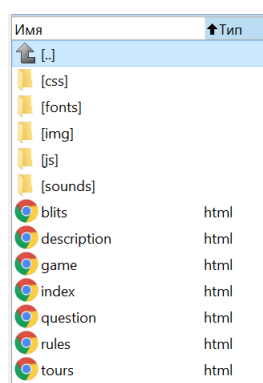 Имя Тип
[..]
[css]
[fonts]
[img]
[js]
[sounds]
blits html
description html
game html
index html
question html
rules html
tours html